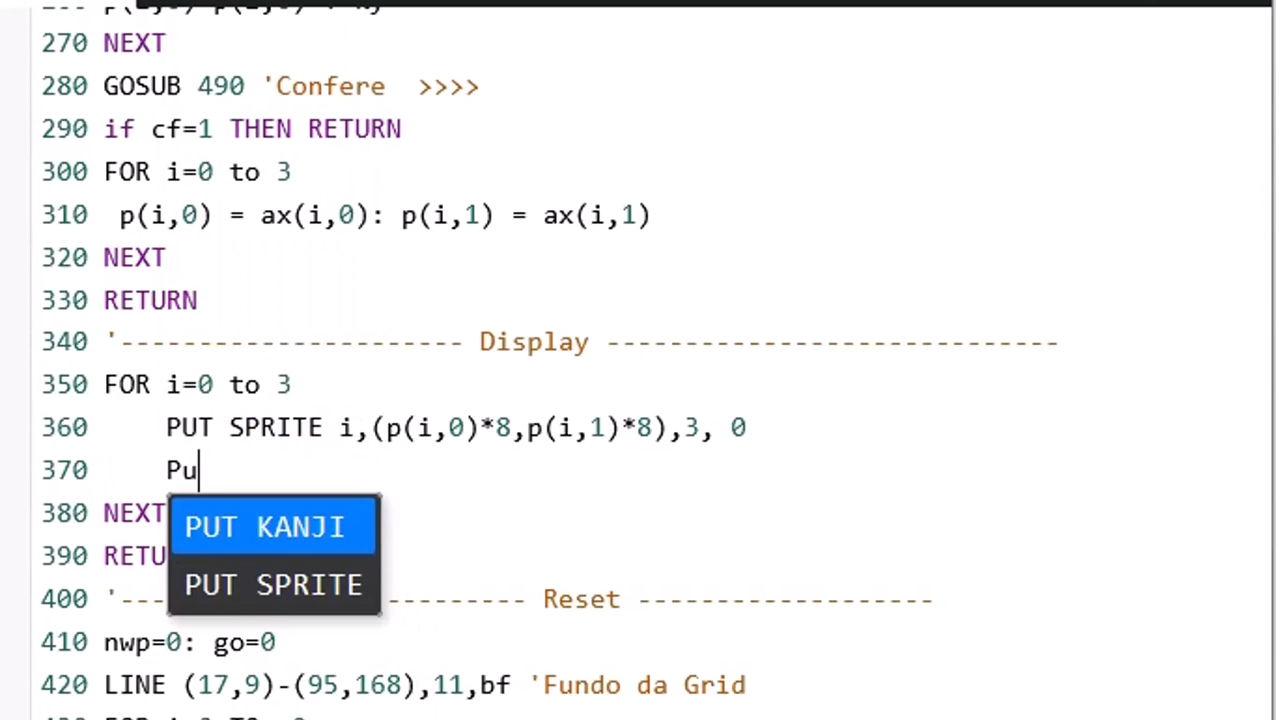 270 NEXT
280 GOSUB 490 'Confere  >>>>
290 if cf=1 THEN RETURN
300 FOR i=0 to 3
310  p(i,0) = ax(i,0): p(i,1) = ax(i,1)
320 NEXT
330 RETURN
340 '---------------------- Display -----------------------------
350 FOR i=0 to 3
360     PUT SPRITE i,(p(i,0)*8,p(i,1)*8),3, 0
370     Pu
PUT KANJI
PUT SPRITE
380 NEXT
390 RETU
400 '--- --------- Reset -------------------
410 nwp=0: go=0
420 LINE (17,9)-(95,168),11,bf 'Fundo da Grid